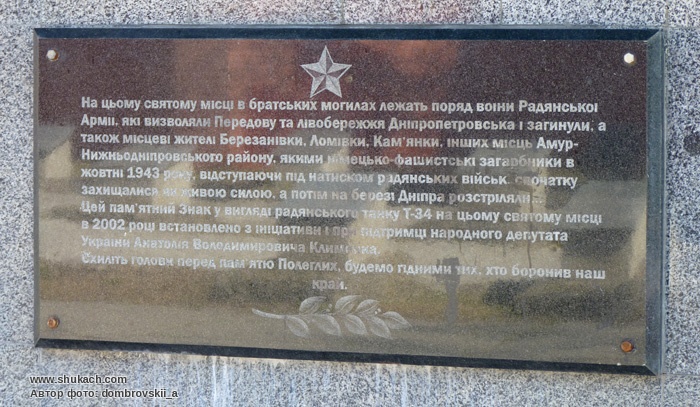 На цьому святому місці в братських могилах лежать поряд воїни Радянської
Армії, які визволяли Передову та лівобережжя Дніпропетровська і загинули, а
також місцеві жителі Березанівки, Ломівки, Кам'янки, інших місць Амур-
Нижньодніпровського району, якими німецько-фашистські загарбники в
жовтні 1943 року, відступаючи під натиском радянських військ, спочатку
захищалися як живою силою, а потім на березі Дніпра розстріляли.
Цей пам'ятний Знак у вигляді радянського танку Т-34 на цьому святому місці
в 2002 році встановлено з ініціативи і при підтримці народного депутата
України Анатолія Володимировича
Схиліть голови перед пам'ятю Полеглих, будемо гідними тих, хто боронив наш
край.
www.shukach.com
Автор фото: dombrovskii_a